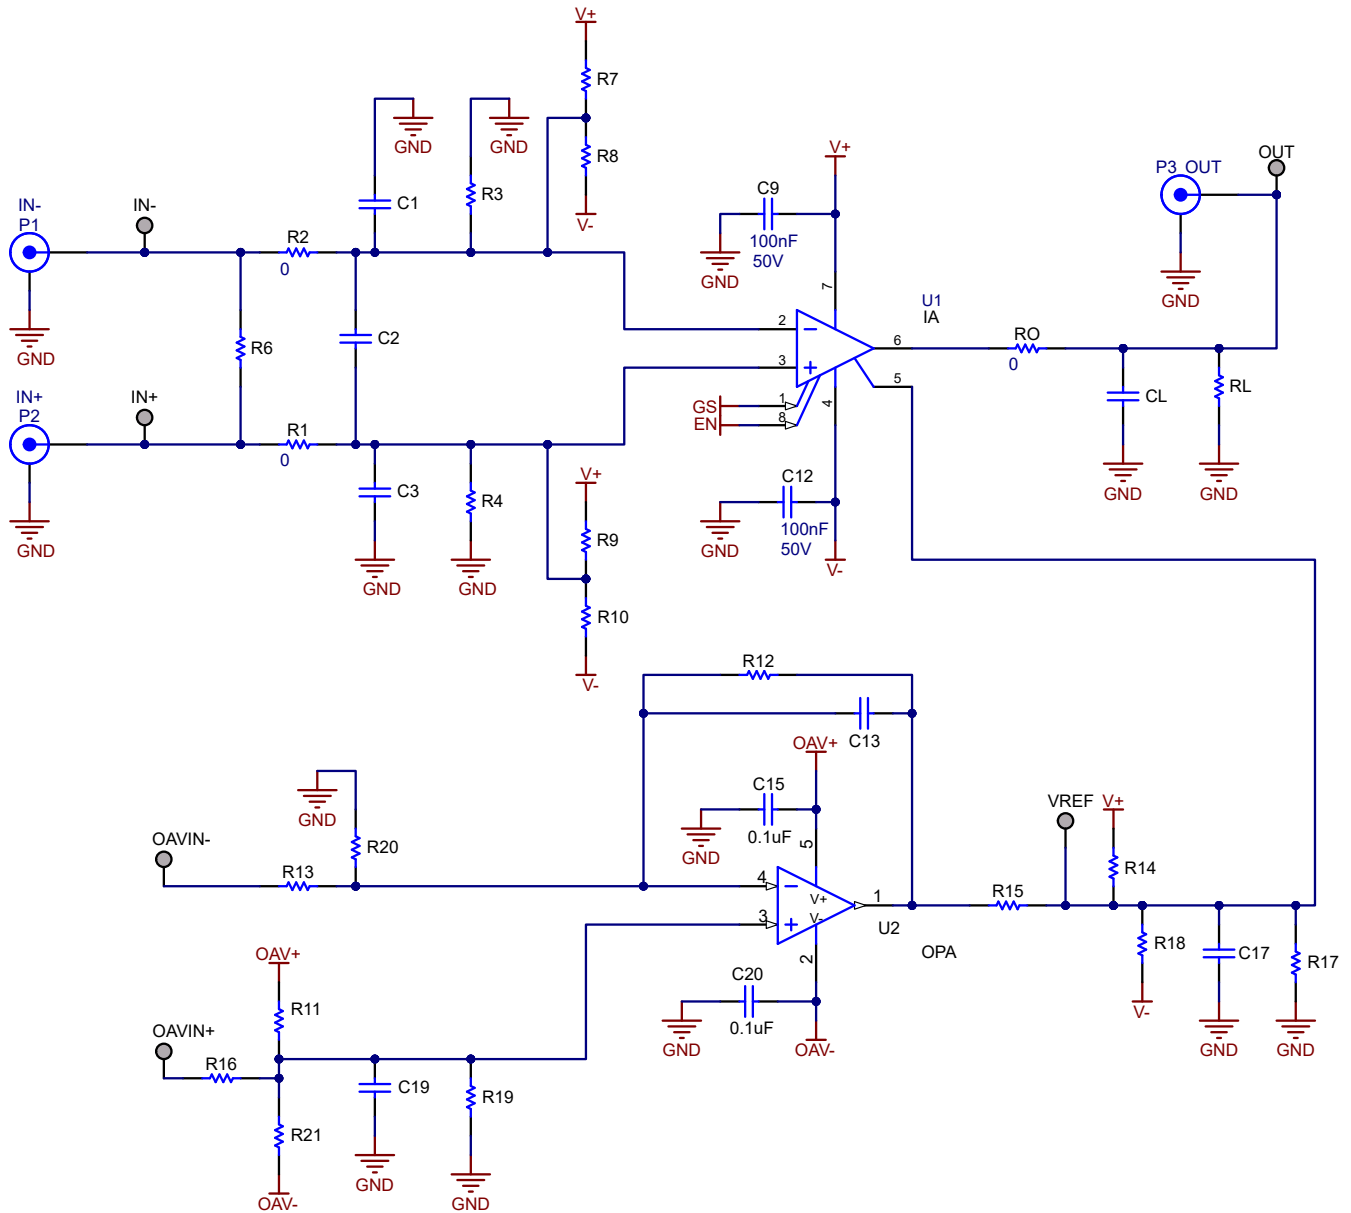 V+
R7
GND
GND
R8
V+
OUT
P3 OUT
C9
IN-
P1
IN-
C1
R3
V-
100nF
50V
R2
0
GND
7
GND
U1
IA
2
GND
R6
C2
6
RO
0
3
5
IN+
P2
IN+
GS
1
4
EN
8
CL
RL
R1
0
V+
C12
C3
R4
GND
GND
100nF
50V
GND
R9
GND
V-
GND
GND
R10
R12
V-
C13
OAV+
C15
VREF
V+
GND
0.1uF
5
OAVIN-
R20
GND
R14
R13
4
V+
1
R15
3
V-
U2
OPA
R18
C17
R17
OAV+
2
C20
V-
R11
0.1uF
OAVIN+
GND
OAV-
GND
GND
R16
C19
R19
R21
GND
OAV-
GND